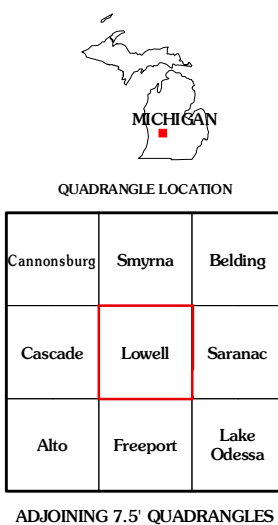 MICHIGAN
QUADRANGLE LOCATION
Cannonsburg Smyrna Belding
Cascade Lowell Saranac
Alto Freeport Lake
Odessa
ADJOINING 7.5' QUADRANGLES